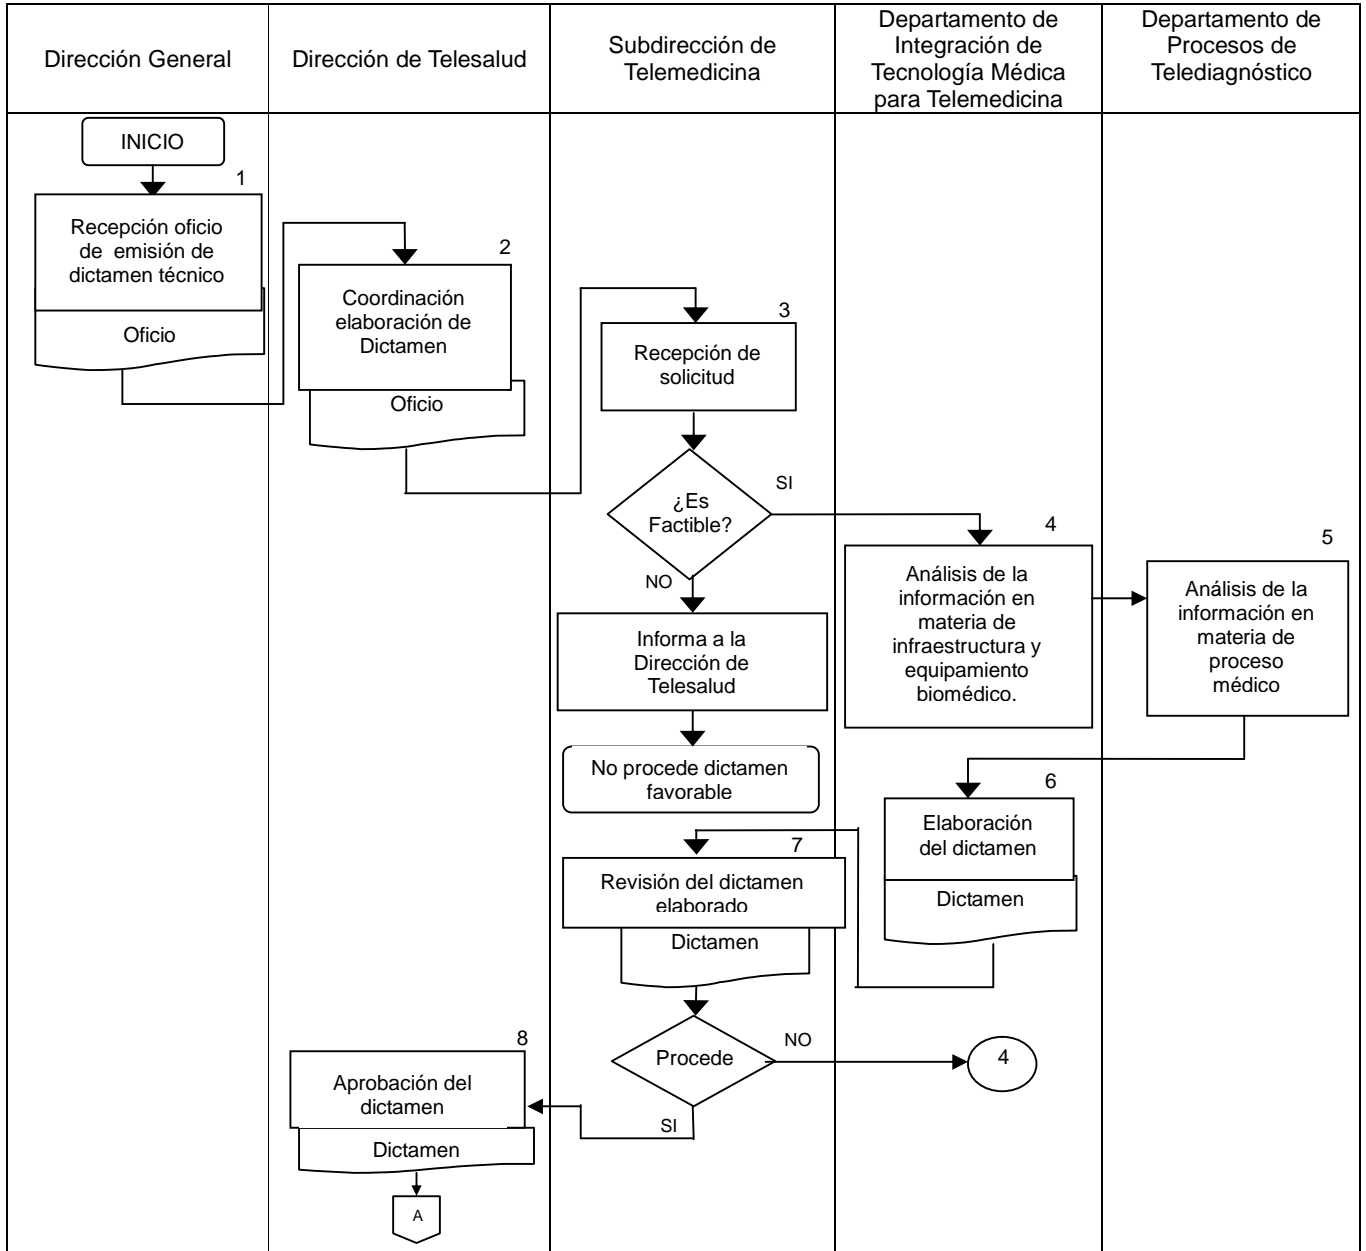 Dirección General
Dirección de Telesalud
Subdirección de
Telemedicina
Departamento de
Integración de
Tecnología Médica
para Telemedicina
Departamento de
Procesos de
Telediagnóstico
INICIO
1
Recepción oficio
de emisión de
dictamen técnico
Oficio
2
Coordinación
elaboración de
Dictamen
Oficio
3
Recepción de
solicitud
¿Es
Factible?
SI
NO
Informa a la
Dirección de
Telesalud
No procede dictamen
favorable
4
Análisis de la
información en
materia de
infraestructura y
equipamiento
biomédico.
5
Análisis de la
información en
materia de
proceso
médico
6
Elaboración
del dictamen
Dictamen
7
Revisión del dictamen
elaborado
Dictamen
Procede
NO
4
SI
8
Aprobación del
dictamen
Dictamen
A